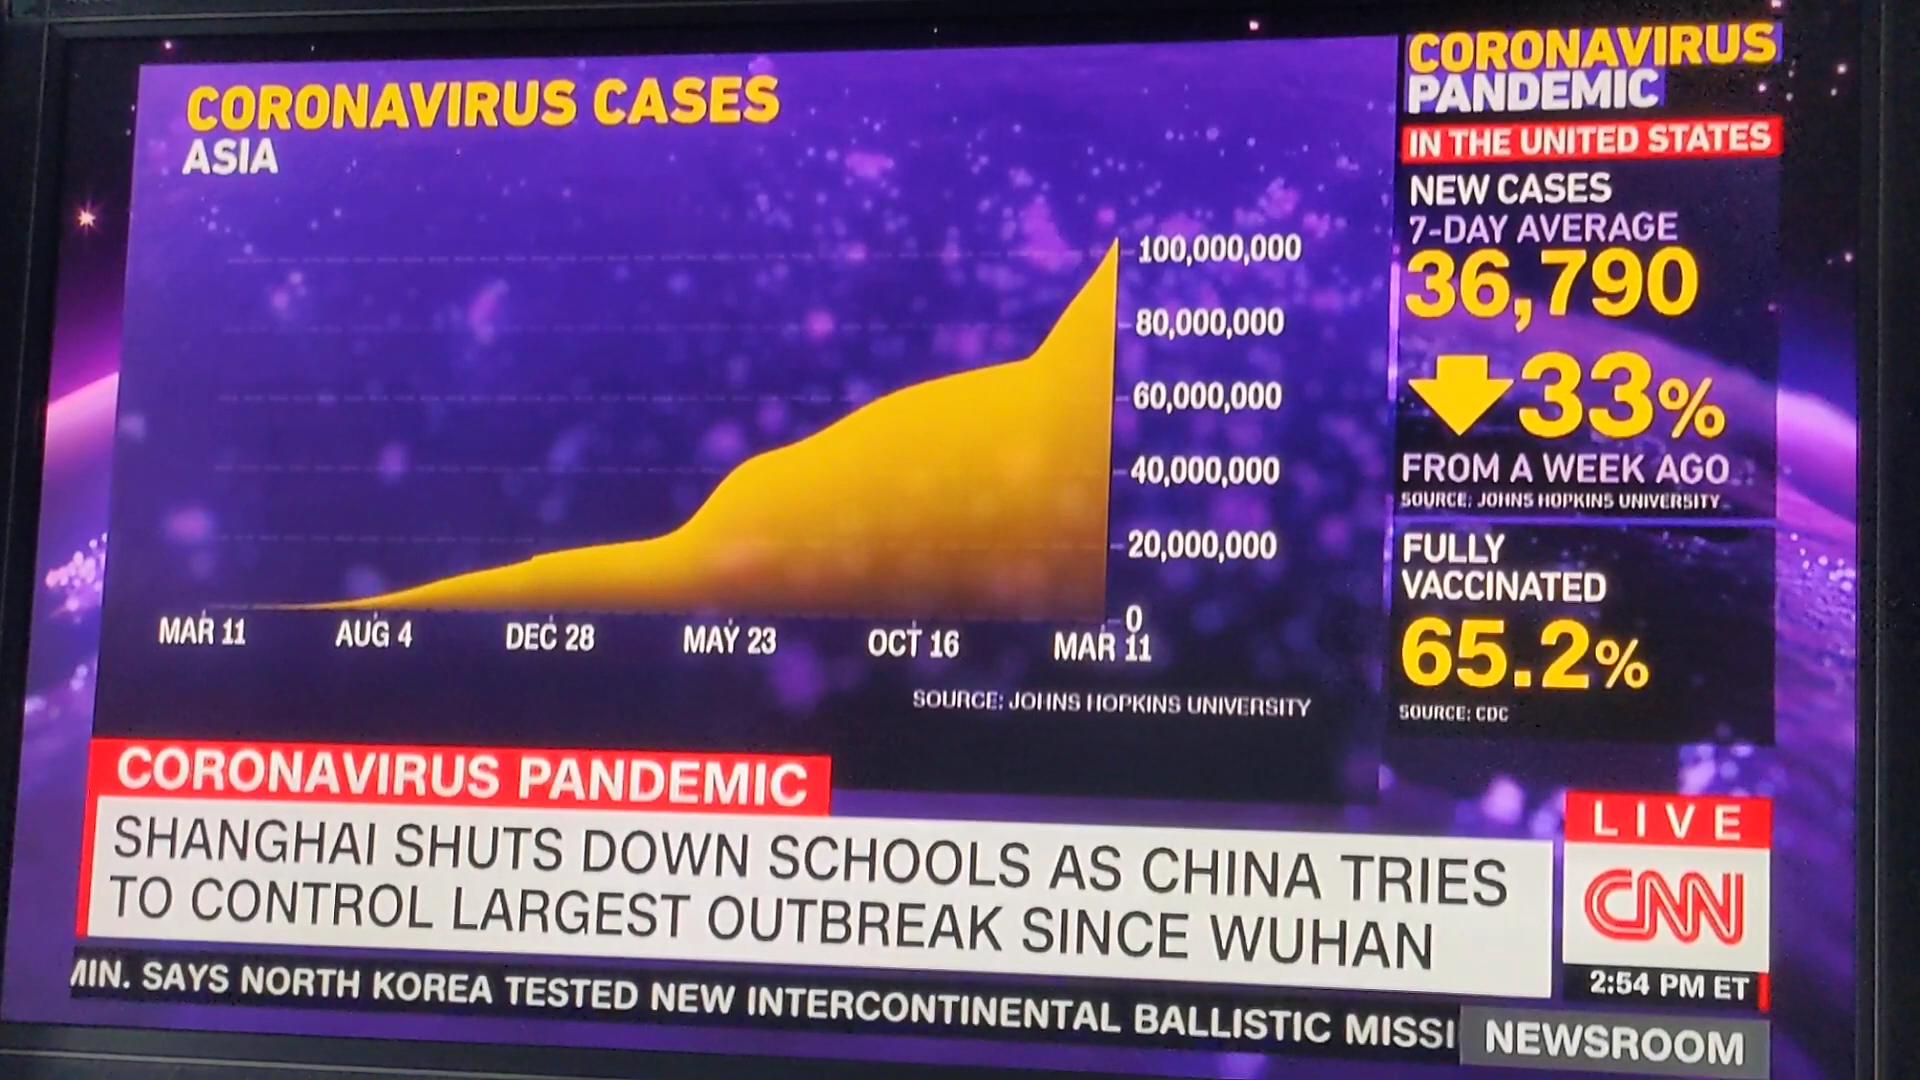 CORONAVIRUS CASES
ASIA
100,000,000
80,000,000
60,000,000
40,000,000
20,000,000
0
MAR 11 AUG 4 DEC 28 MAY 23 OCT 16 MAR 11
SOURCE: JOHNS HOPKINS UNIVERSITY
CORONAVIRUS
PANDEMIC
IN THE UNITED STATES
NEW CASES
7-DAY AVERAGE
36,790
33%
FROM A WEEK AGO
SOURCE: JOHNS HOPKINS UNIVERSITY
FULLY
VACCINATED
65.2%
SOURCE: CDC
CORONAVIRUS PANDEMIC
SHANGHAI SHUTS DOWN SCHOOLS AS CHINA TRIES
TO CONTROL LARGEST OUTBREAK SINCE WUHAN
LIVE
CNN
2:54 PM ET
MIN. SAYS NORTH KOREA TESTED NEW INTERCONTINENTAL BALLISTIC MISSI
NEWSROOM